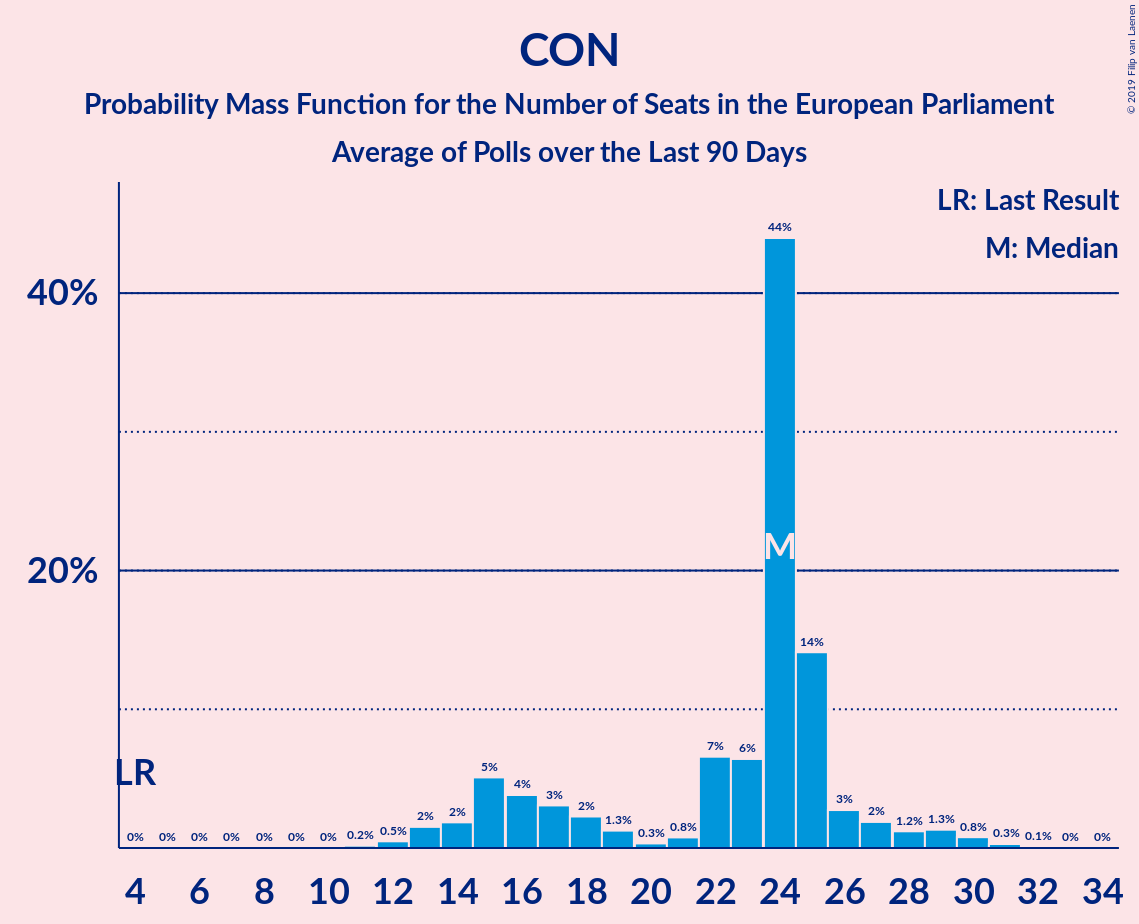 CON
Probability Mass Function for the Number of Seats in the European Parliament
Average of Polls over the Last 90 Days
© 2019 Filip van Laenen
LR: Last Result
M: Median
40%
20%
44%
M
14%
7% 6%
LR
5% 4% 3% 2% 1.3% 0.3% 0.8%
3% 2% 1.2% 1.3% 0.8% 0.3% 0.1% 0% 0%
0% 0% 0% 0% 0% 0% 0% 0.2% 0.5% 2% 2%
4 6 8 10 12 14 16 18 20 22 24 26 28 30 32 34